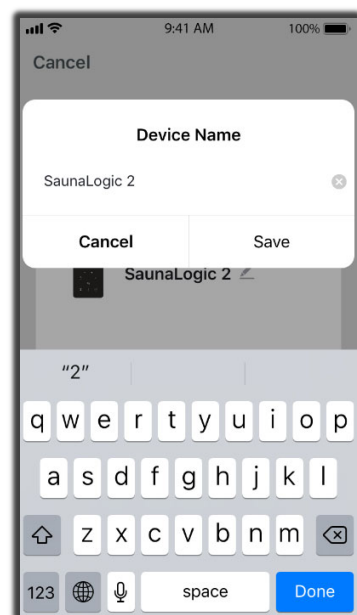 9:41 AM 100%
Cancel
Device Name
SaunaLogic 2
Cancel Save
SaunaLogic 2
“2”
q w e r t y u i o p
a s d f g h j k l
z x c v b n m
123 space Done